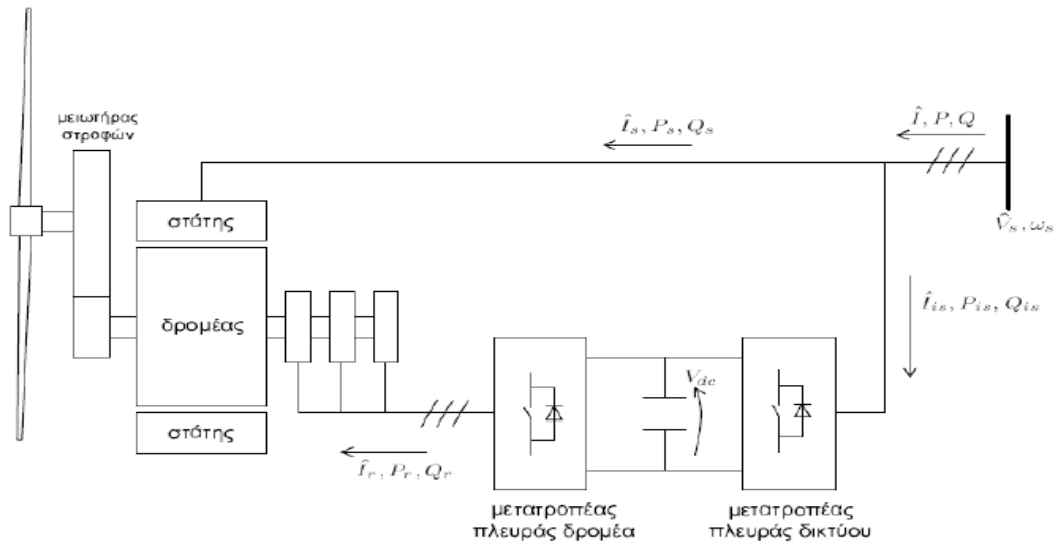 μειωτήρας
στροφών
Î_s, P_s, Q_s
Î, P, Q
στάτης
V̂_s, ω_s
δρομέας
Î_is, P_is, Q_is
V_dc
στάτης
Î_r, P_r, Q_r
μετατροπέας
πλευράς δρομέα
μετατροπέας
πλευράς δικτύου